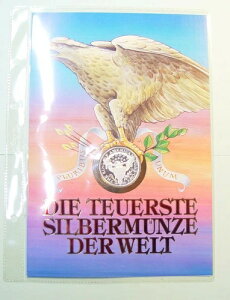 DIE TEUERSTE
SILBERMÜNZE
DER WELT